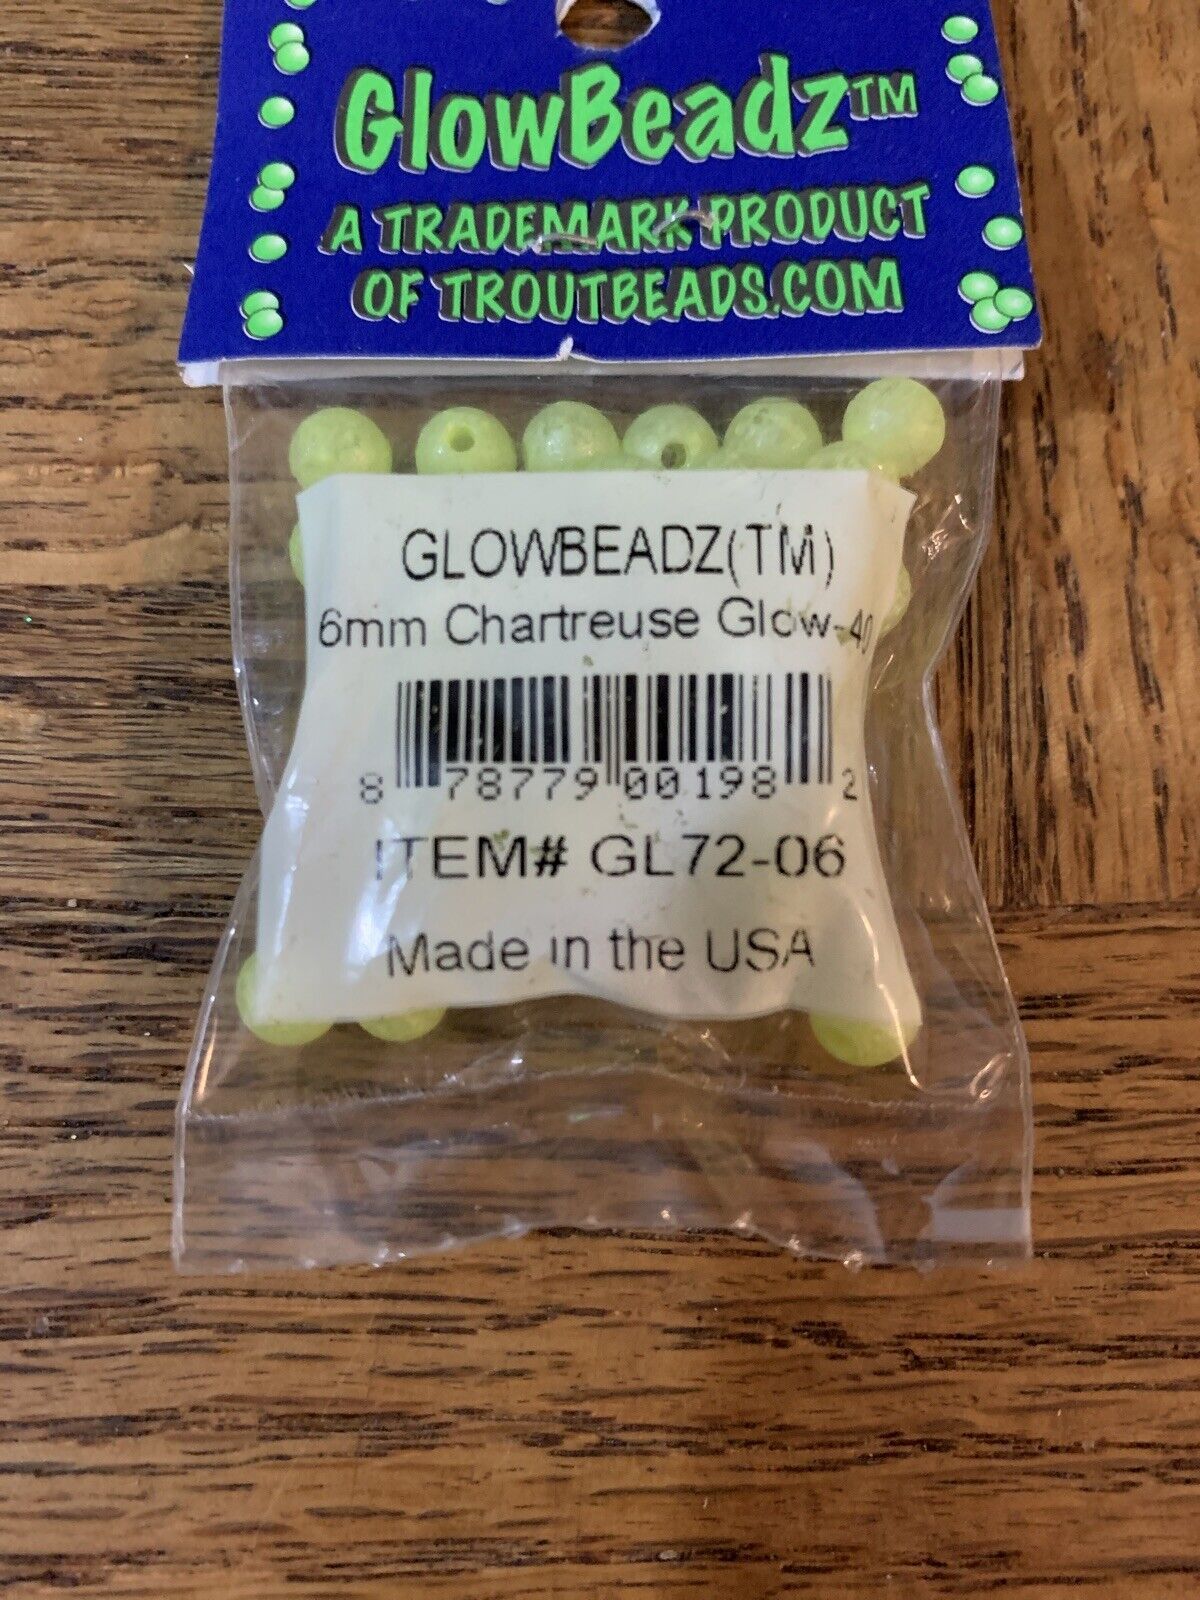 GlowBeadz™
A TRADEMARK PRODUCT
OF TROUTBEADS.COM
GLOWBEADZ(TM)
6mm Chartreuse Glow-40
8 78779 00198 2
ITEM# GL72-06
Made in the USA